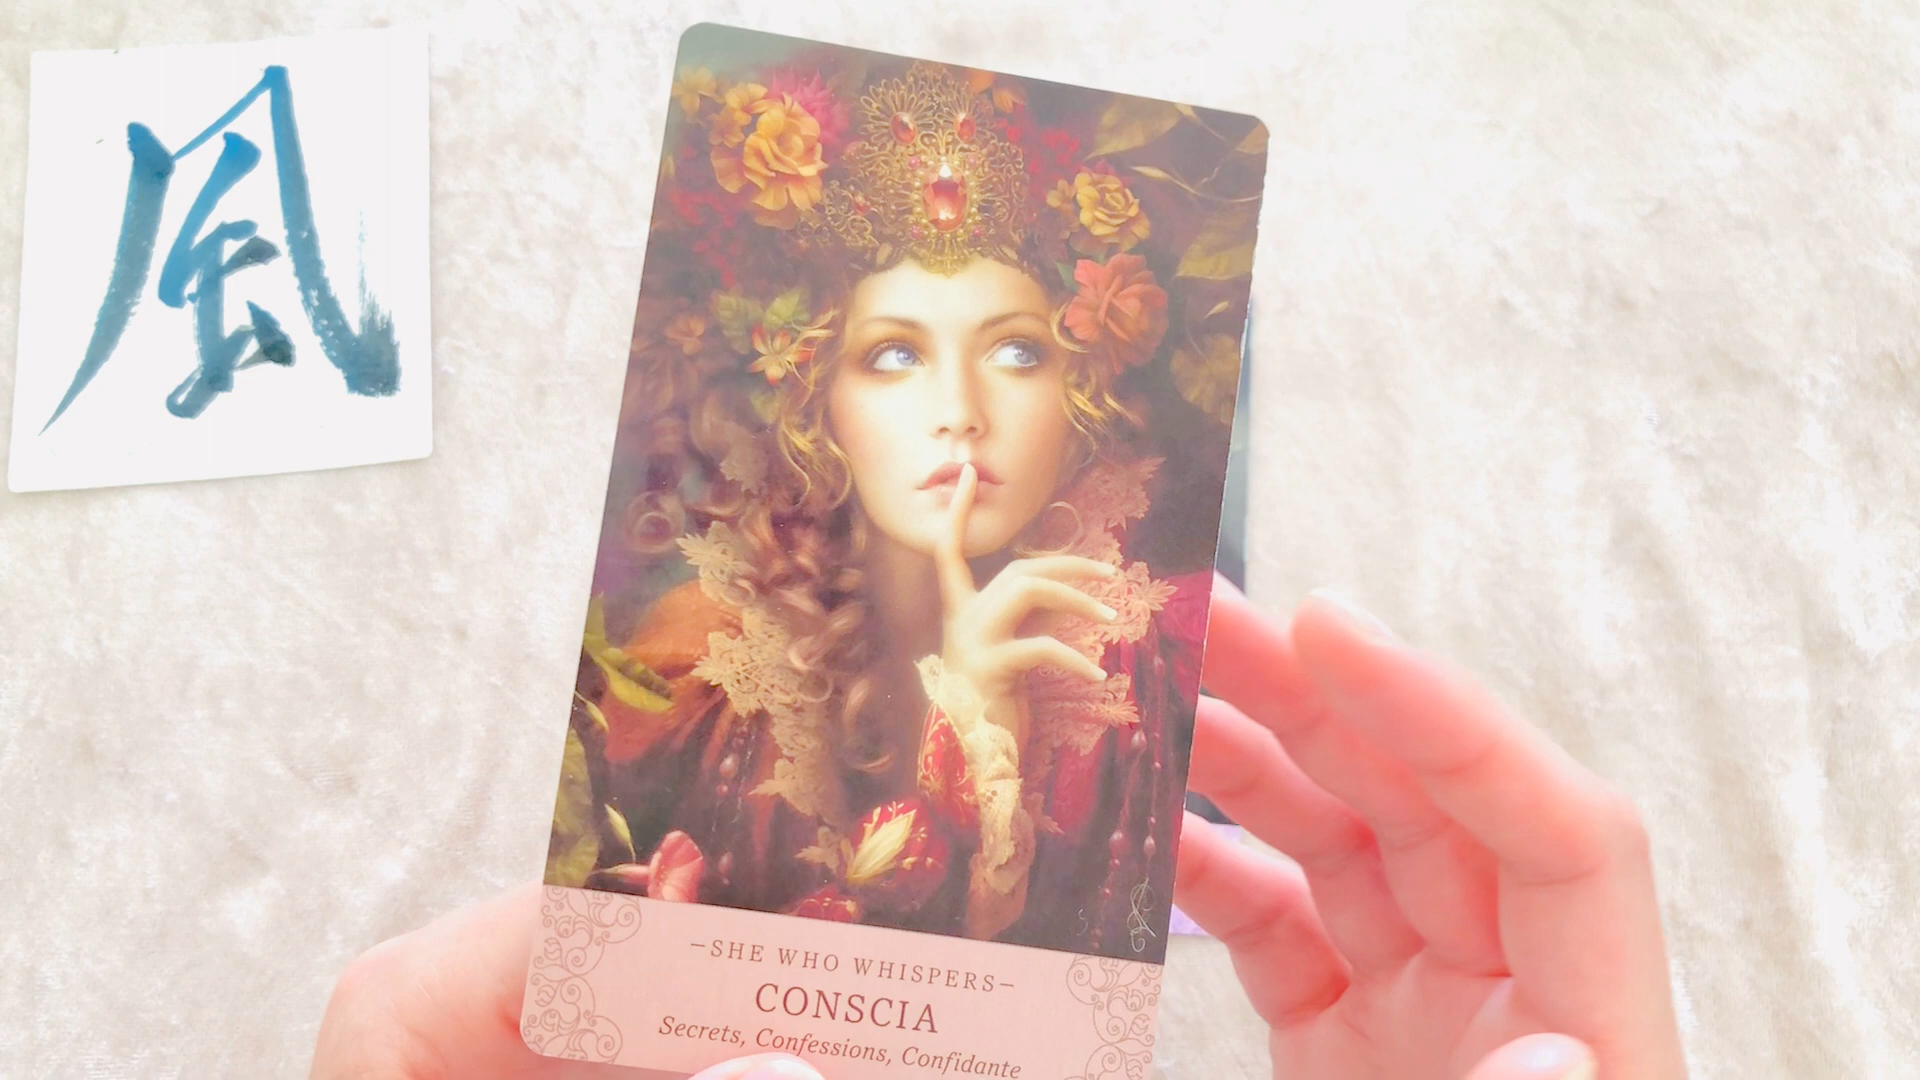 風
—SHE WHO WHISPERS—
CONSCIA
Secrets, Confessions, Confidante